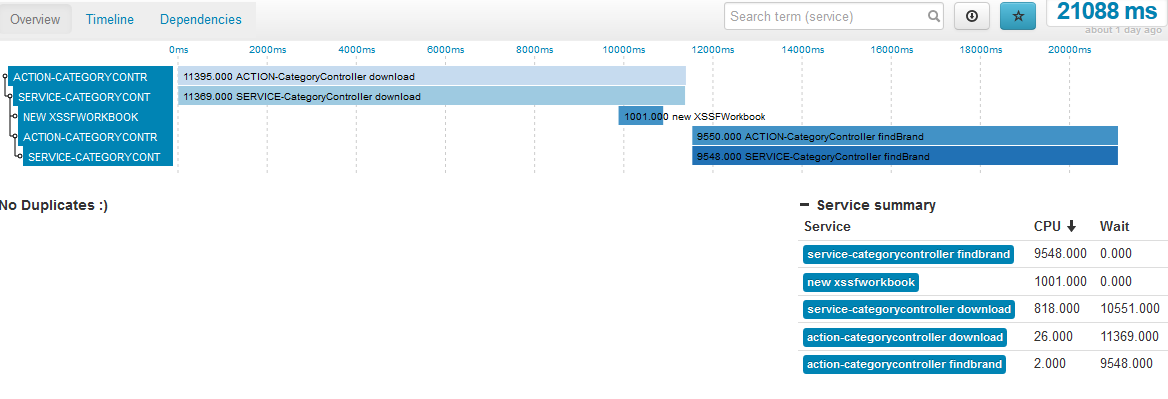 Overview Timeline Dependencies Search term (service) 21088 ms
about 1 day ago
0ms 2000ms 4000ms 6000ms 8000ms 10000ms 12000ms 14000ms 16000ms 18000ms 20000ms
ACTION-CATEGORYCONTR 11395.000 ACTION-CategoryController download
SERVICE-CATEGORYCONT 11369.000 SERVICE-CategoryController download
NEW XSSFWORKBOOK 1001.000 new XSSFWorkbook
ACTION-CATEGORYCONTR 9550.000 ACTION-CategoryController findBrand
SERVICE-CATEGORYCONT 9548.000 SERVICE-CategoryController findBrand
No Duplicates :)
Service summary
Service CPU Wait
service-categorycontroller findbrand 9548.000 0.000
new xssfworkbook 1001.000 0.000
service-categorycontroller download 818.000 10551.000
action-categorycontroller download 26.000 11369.000
action-categorycontroller findbrand 2.000 9548.000